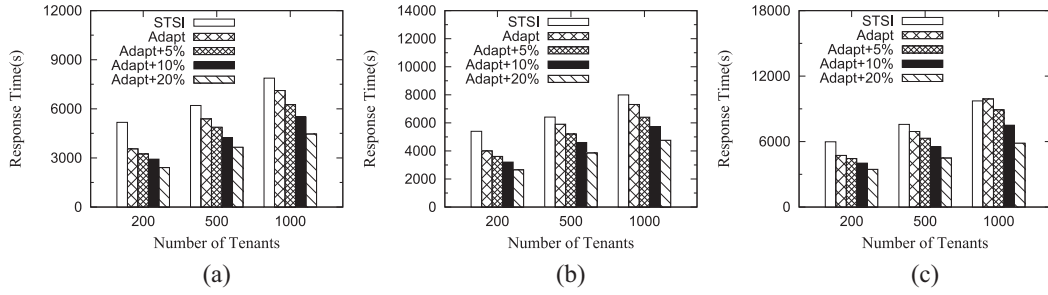 12000
9000
6000
3000
0
Response Time(s)
STSI
Adapt
Adapt+5%
Adapt+10%
Adapt+20%
200 500 1000
Number of Tenants
(a)
14000
12000
10000
8000
6000
4000
2000
0
Response Time(s)
STSI
Adapt
Adapt+5%
Adapt+10%
Adapt+20%
200 500 1000
Number of Tenants
(b)
18000
12000
6000
0
Response Time(s)
STSI
Adapt
Adapt+5%
Adapt+10%
Adapt+20%
200 500 1000
Number of Tenants
(c)